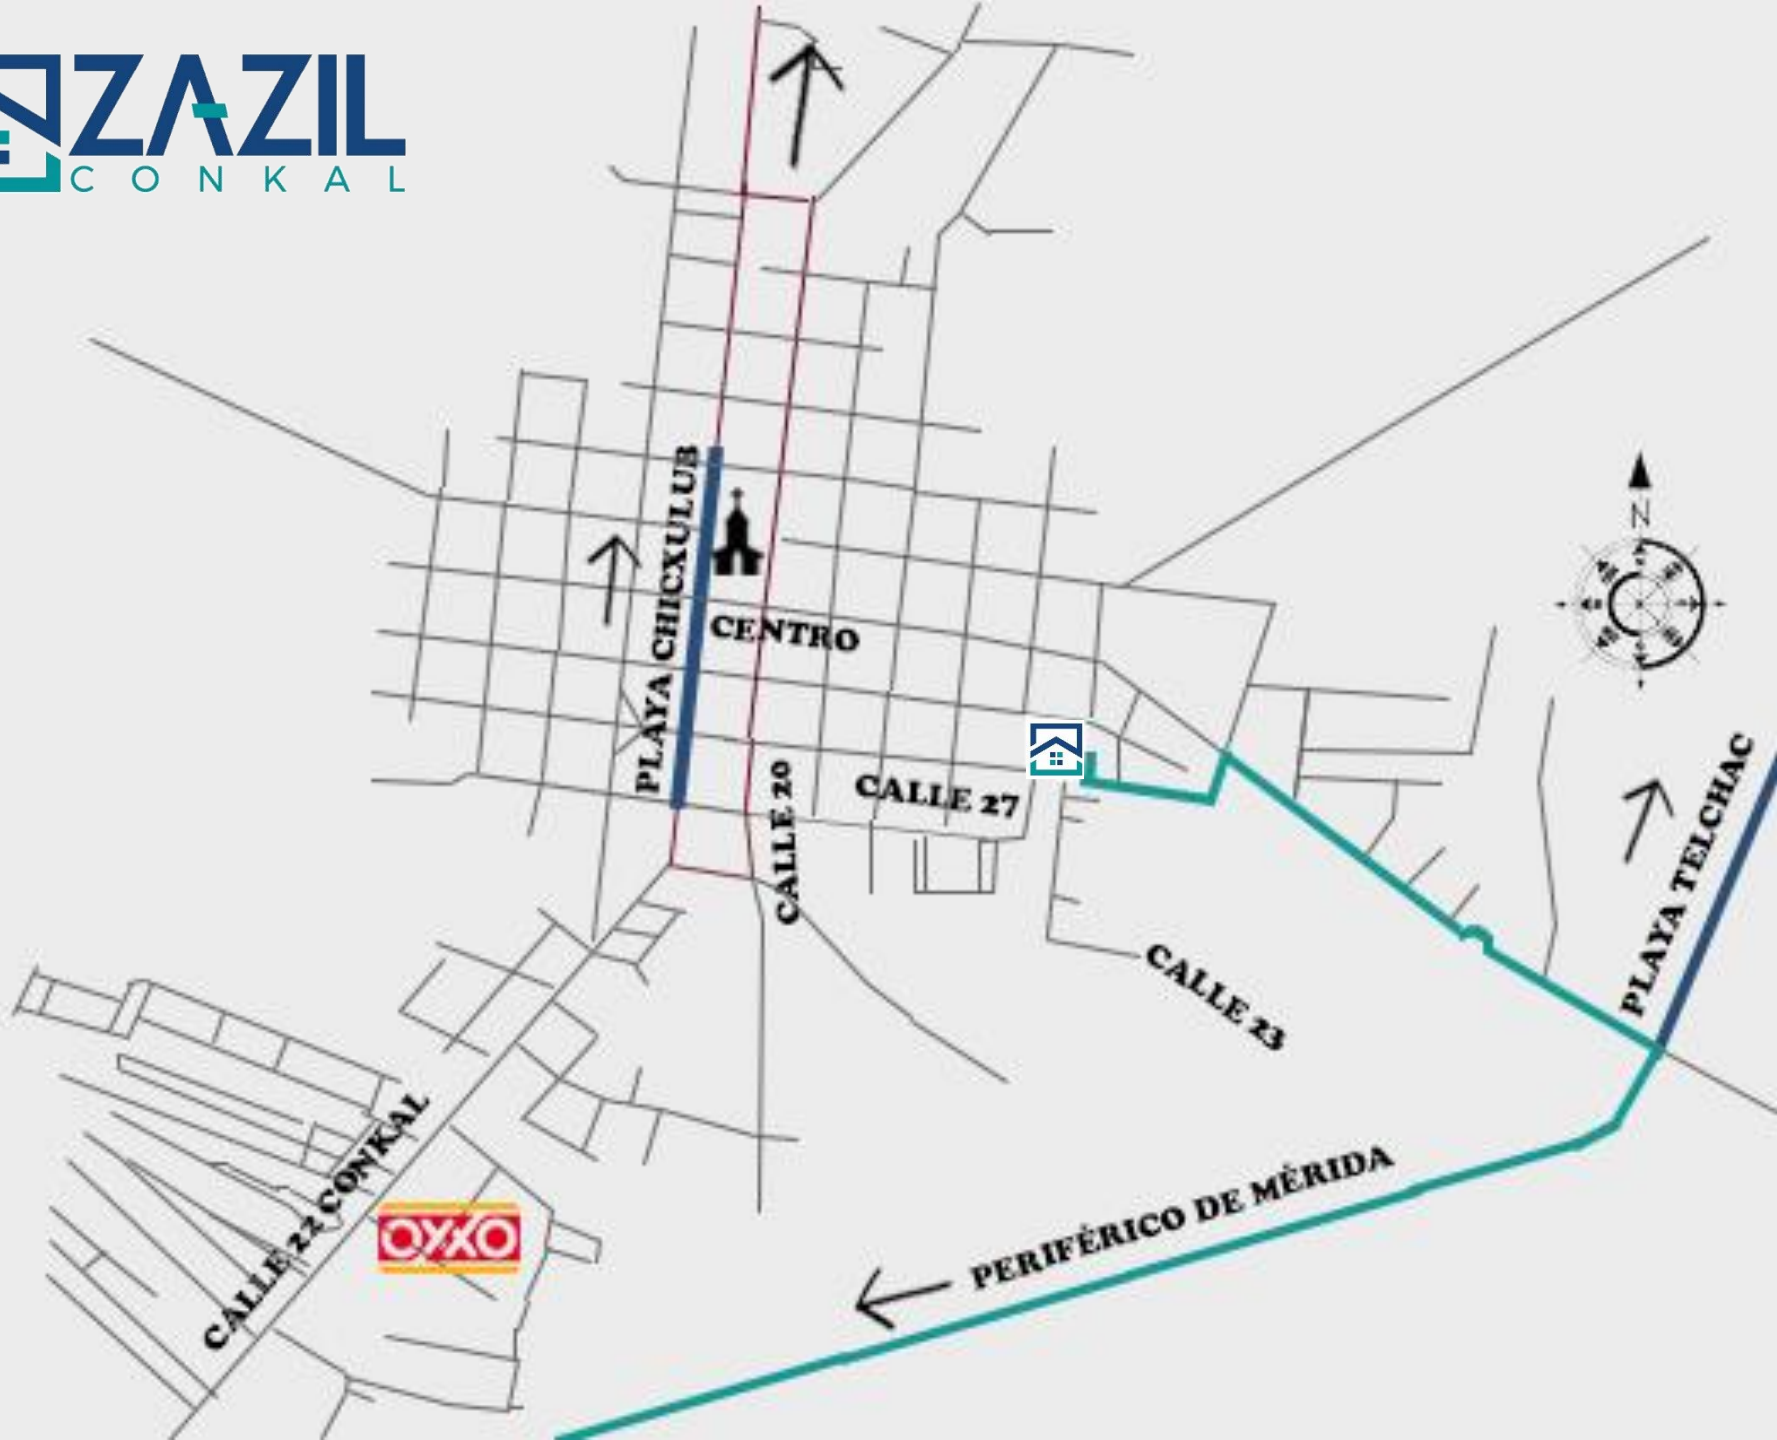 ZAZIL
CONKAL
PLAYA CHICXULUB
CENTRO
N
CALLE 27
CALLE 20
PLAYA TELCHAC
CALLE 23
CALLE 22 CONKAL
OXXO
PERIFÉRICO DE MÉRIDA